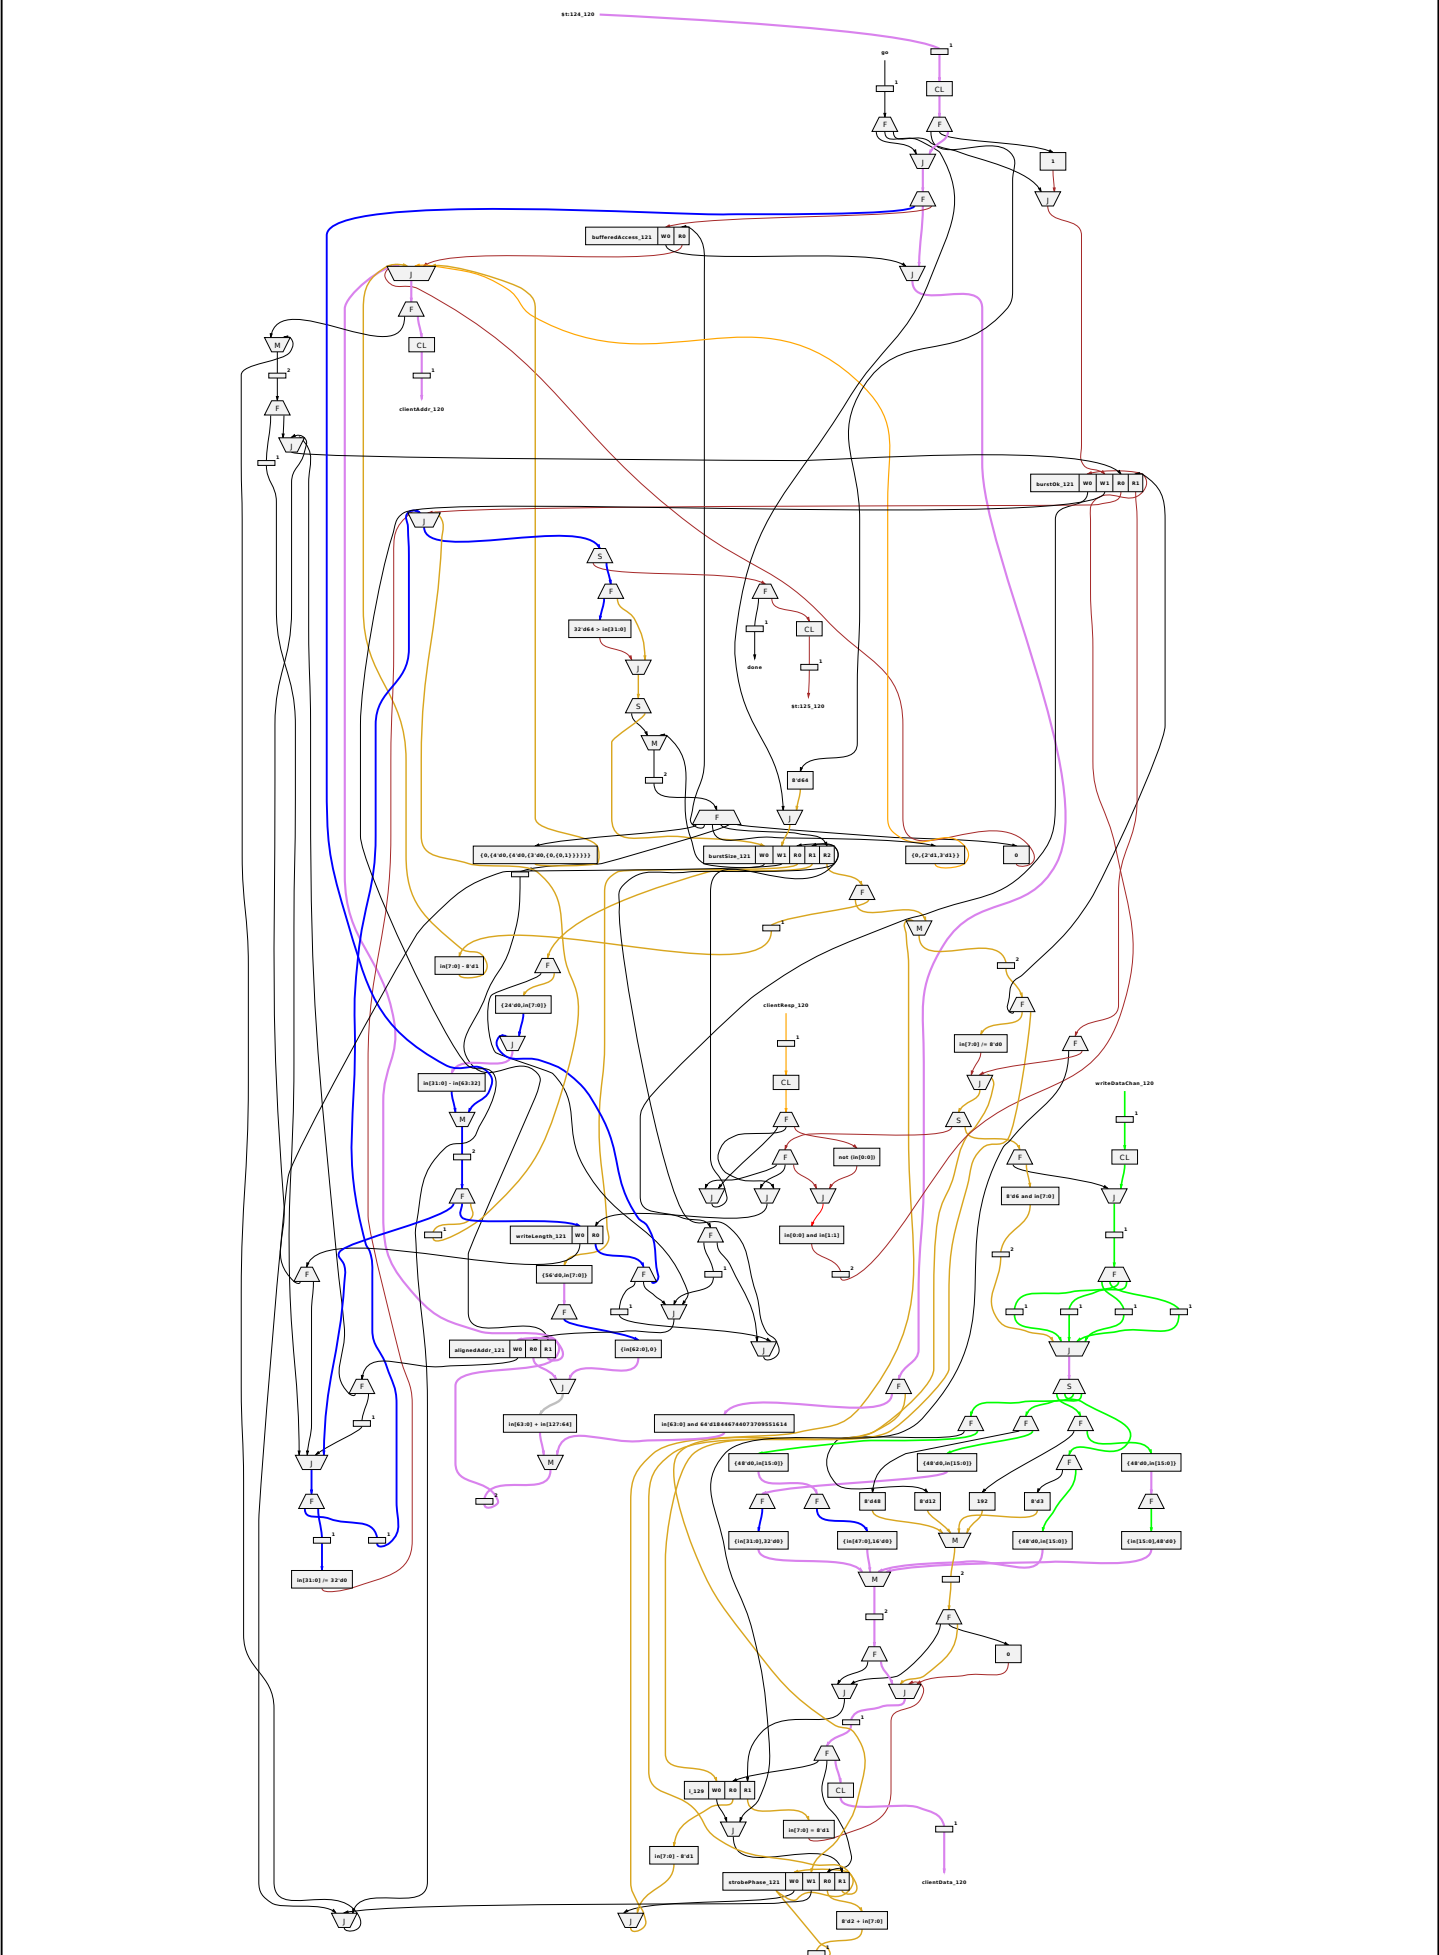 $t:124_120
1
go
1
CL
F F
J 1
F J
bufferedAccess_121 W0 R0
J J
F
M CL
2 1
F clientAddr_120
J
1
burstOk_121 W0 W1 R0 R1
J
S
F F
32'd64 > in[31:0] 1 CL
J done 1
S $t:125_120
M
2 8'd64
F J
{0,{4'd0,{4'd0,{3'd0,{0,{0,1}}}}}} burstSize_121 W0 W1 R0 R1 R2 {0,{2'd1,3'd1}} 0
F
1 M
in[7:0] - 8'd1 F 2
{24'd0,in[7:0]} clientResp_120 F
J 1 in[7:0] /= 8'd0 F
in[31:0] - in[63:32] CL J writeDataChan_120
M F S 1
2 F not (in[0:0]) F CL
F J J J 8'd6 and in[7:0] J
1 writeLength_121 W0 R0 F in[0:0] and in[1:1] 2 1
F {56'd0,in[7:0]} F 1 2 F
F 1 J 1 1 1 1
alignedAddr_121 W0 R0 R1 {in[62:0],0} J J
F J F S
1 in[63:0] + in[127:64] in[63:0] and 64'd18446744073709551614 F F F
J M {48'd0,in[15:0]} {48'd0,in[15:0]} F {48'd0,in[15:0]}
F 2 F F 8'd48 8'd12 192 8'd3 F
1 1 {in[31:0],32'd0} {in[47:0],16'd0} M {48'd0,in[15:0]} {in[15:0],48'd0}
in[31:0] /= 32'd0 M 2
2 F
F 0
J J
1
F
i_129 W0 R0 R1 CL
J in[7:0] = 8'd1 1
in[7:0] - 8'd1
strobePhase_121 W0 W1 R0 R1 clientData_120
J J 8'd2 + in[7:0]
1